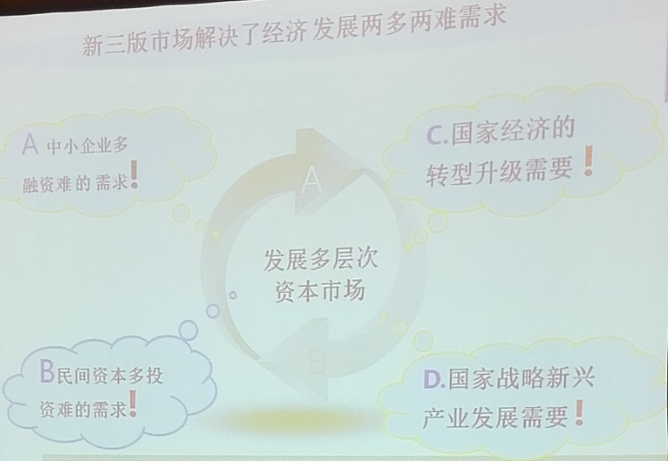 新三版市场解决了经济发展两多两难需求
A 中小企业多
融资难的需求!
C.国家经济的
转型升级需要!
A
发展多层次
资本市场
B
B民间资本多投
资难的需求!
D.国家战略新兴
产业发展需要!